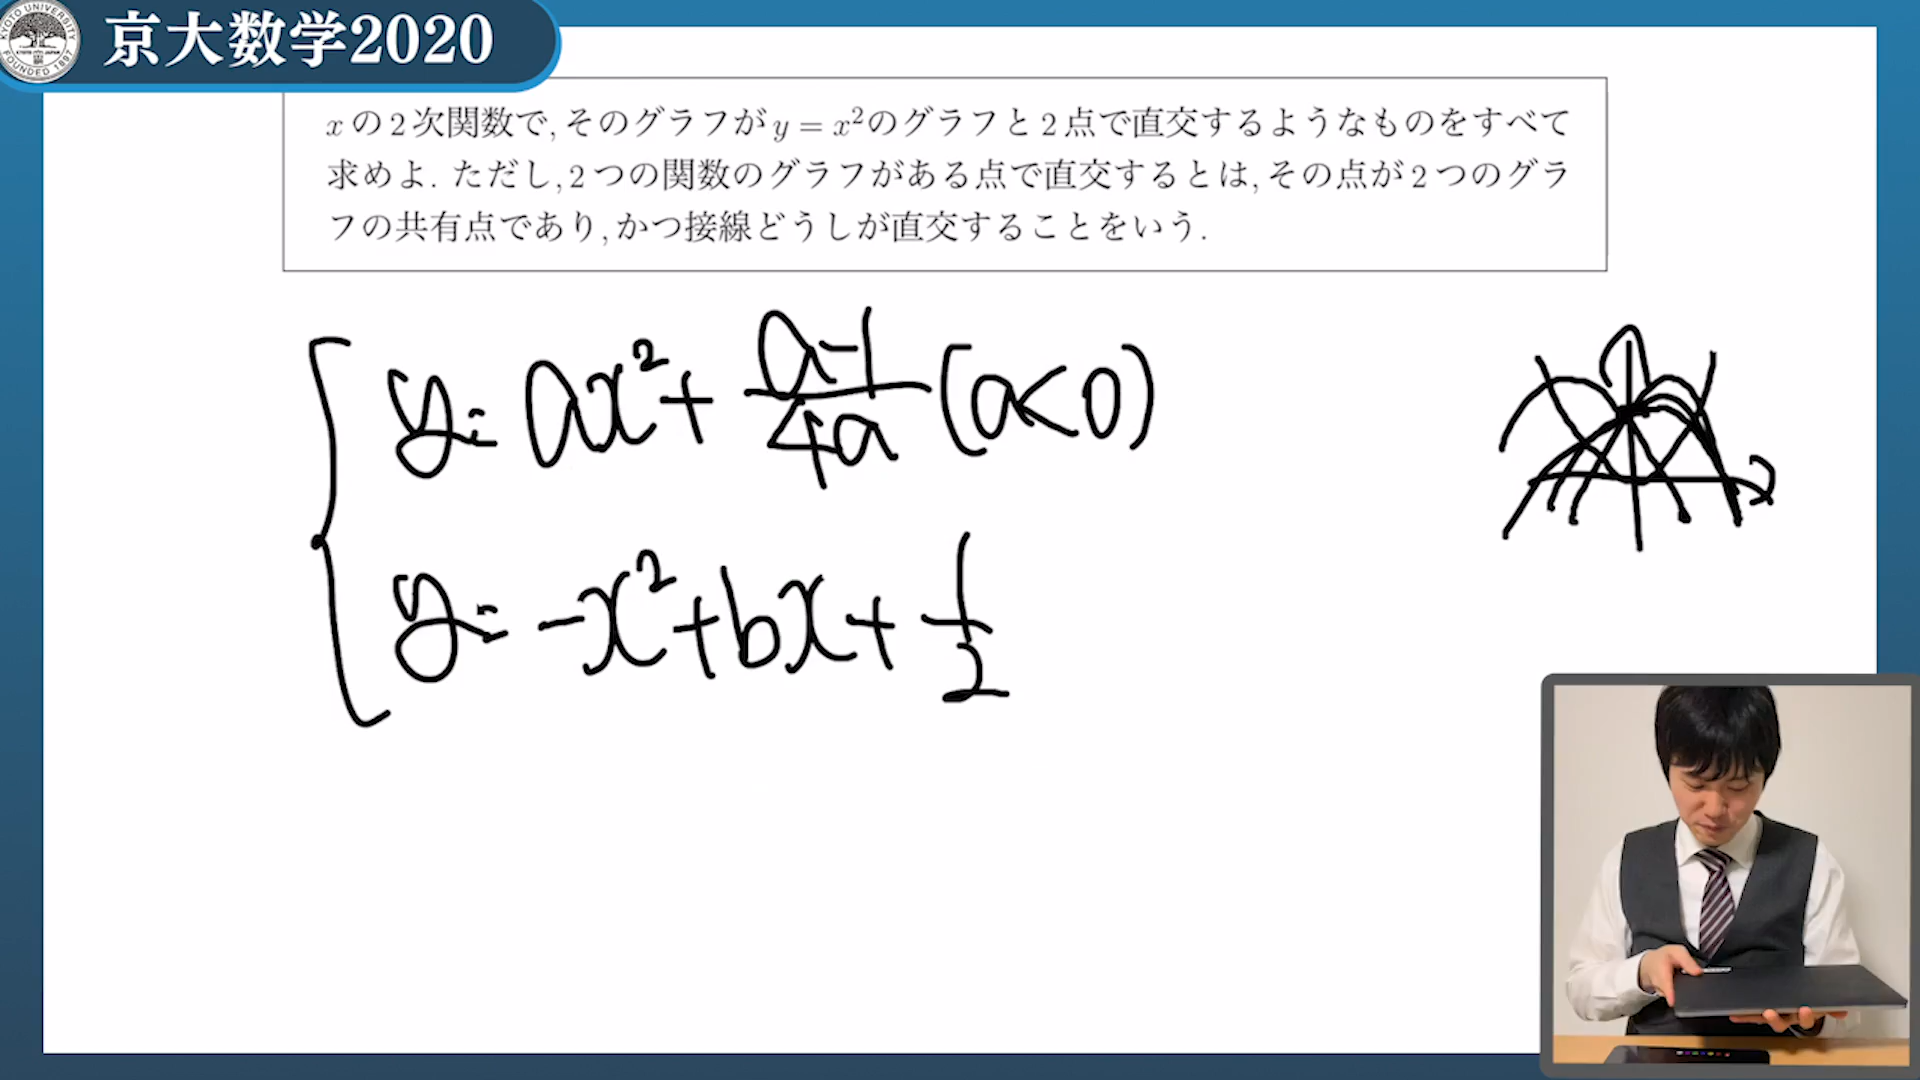 KYOTO UNIVERSITY
FOUNDED 1897
京大数学2020
xの2次関数で, そのグラフがy = x²のグラフと2点で直交するようなものをすべて
求めよ. ただし, 2つの関数のグラフがある点で直交するとは, その点が2つのグラ
フの共有点であり, かつ接線どうしが直交することをいう.
y = ax² + (a-1)/(4a) (a<0)
y = -x² + bx + 1/2